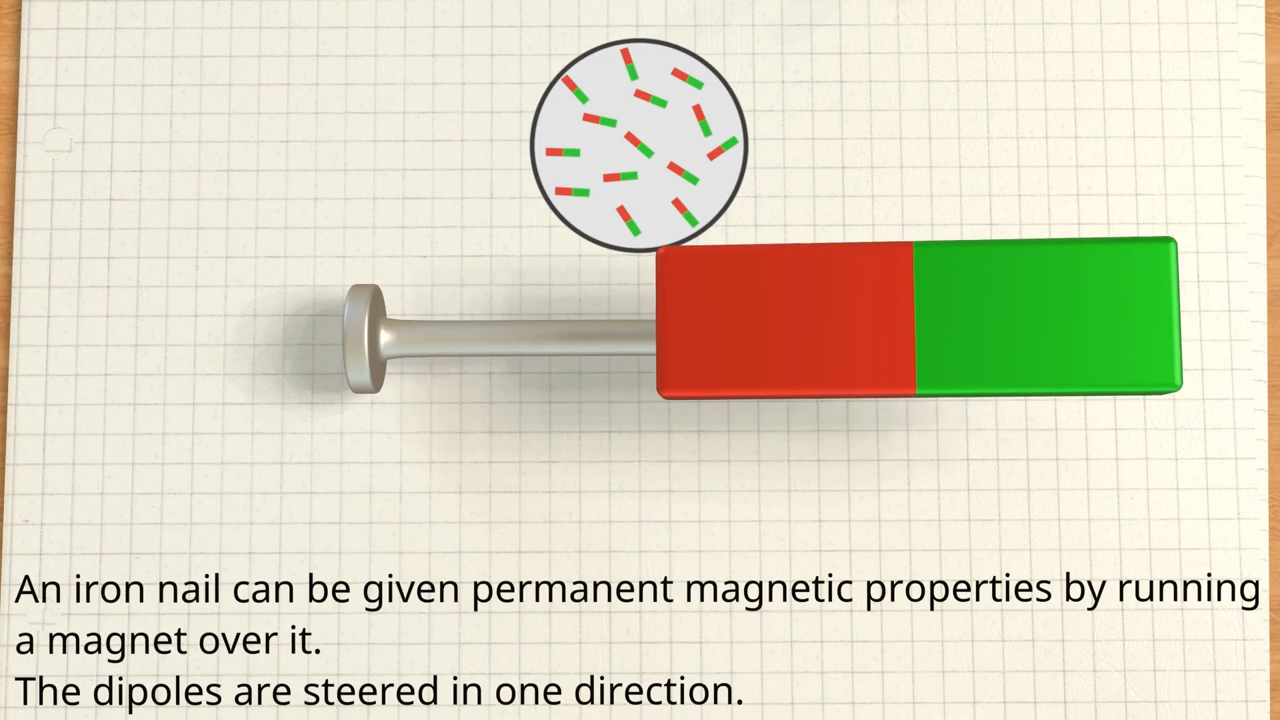 An iron nail can be given permanent magnetic properties by running
a magnet over it.
The dipoles are steered in one direction.